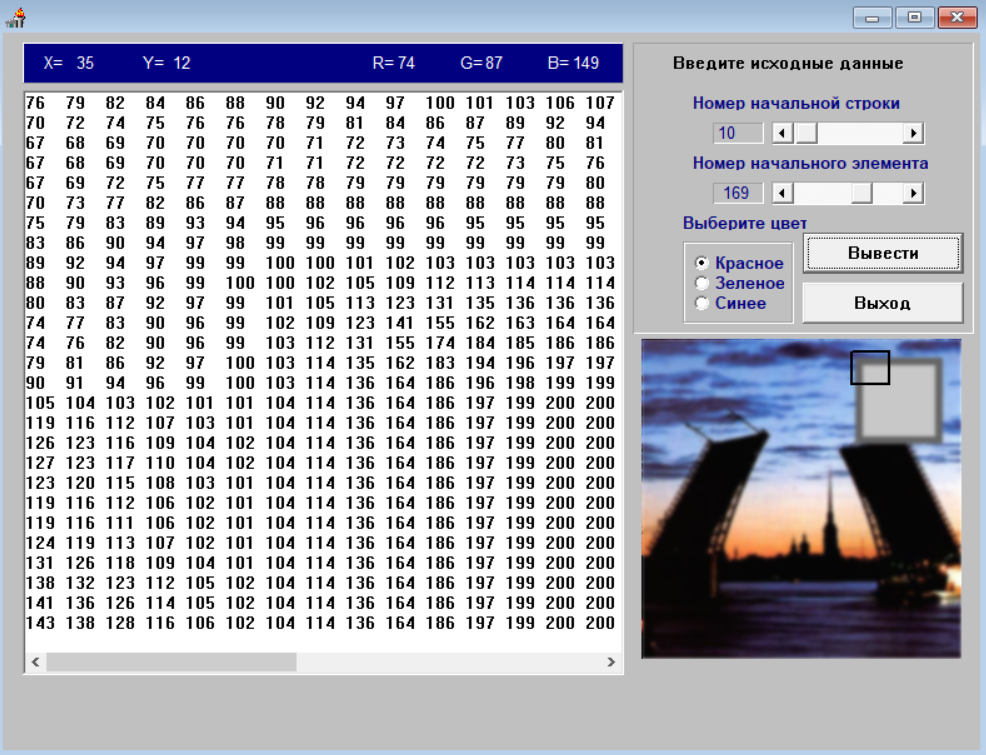 X= 35 Y= 12 R= 74 G= 87 B= 149
76 79 82 84 86 88 90 92 94 97 100 101 103 106 107
70 72 74 75 76 76 78 79 81 84 86 87 89 92 94
67 68 69 70 70 70 70 71 72 73 74 75 77 80 81
67 68 69 70 70 70 71 71 72 72 72 72 73 75 76
67 69 72 75 77 77 78 78 79 79 79 79 79 79 80
70 73 77 82 86 87 88 88 88 88 88 88 88 88 88
75 79 83 89 93 94 95 96 96 96 96 95 95 95 95
83 86 90 94 97 98 99 99 99 99 99 99 99 99 99
89 92 94 97 99 99 100 100 101 102 103 103 103 103 103
88 90 93 96 99 100 100 102 105 109 112 113 114 114 114
80 83 87 92 97 99 101 105 113 123 131 135 136 136 136
74 77 83 90 96 99 102 109 123 141 155 162 163 164 164
74 76 82 90 96 99 103 112 131 155 174 184 185 186 186
79 81 86 92 97 100 103 114 135 162 183 194 196 197 197
90 91 94 96 99 100 103 114 136 164 186 196 198 199 199
105 104 103 102 101 101 104 114 136 164 186 197 199 200 200
119 116 112 107 103 101 104 114 136 164 186 197 199 200 200
126 123 116 109 104 102 104 114 136 164 186 197 199 200 200
127 123 117 110 104 102 104 114 136 164 186 197 199 200 200
123 120 115 108 103 101 104 114 136 164 186 197 199 200 200
119 116 112 106 102 101 104 114 136 164 186 197 199 200 200
119 116 111 106 102 101 104 114 136 164 186 197 199 200 200
124 119 113 107 102 101 104 114 136 164 186 197 199 200 200
131 126 118 109 104 101 104 114 136 164 186 197 199 200 200
138 132 123 112 105 102 104 114 136 164 186 197 199 200 200
141 136 126 114 105 102 104 114 136 164 186 197 199 200 200
143 138 128 116 106 102 104 114 136 164 186 197 199 200 200
Введите исходные данные
Номер начальной строки
10
Номер начального элемента
169
Выберите цвет
Красное
Зеленое
Синее
Вывести
Выход